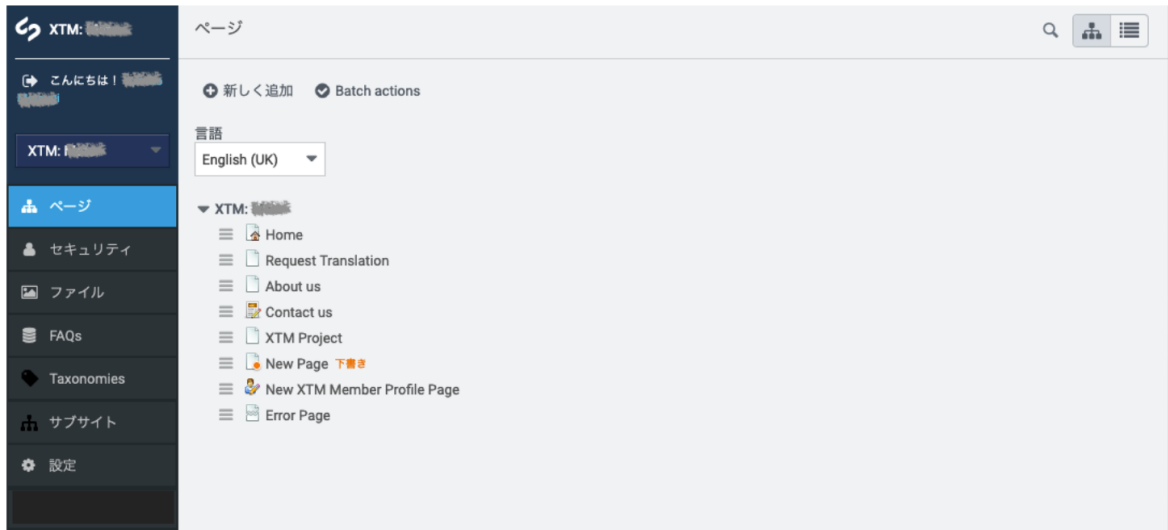 XTM:
ページ
こんにちは！
新しく追加
Batch actions
言語
English (UK)
XTM:
ページ
XTM:
セキュリティ
Home
ファイル
Request Translation
About us
Contact us
FAQs
XTM Project
New Page 下書き
Taxonomies
New XTM Member Profile Page
サブサイト
Error Page
設定